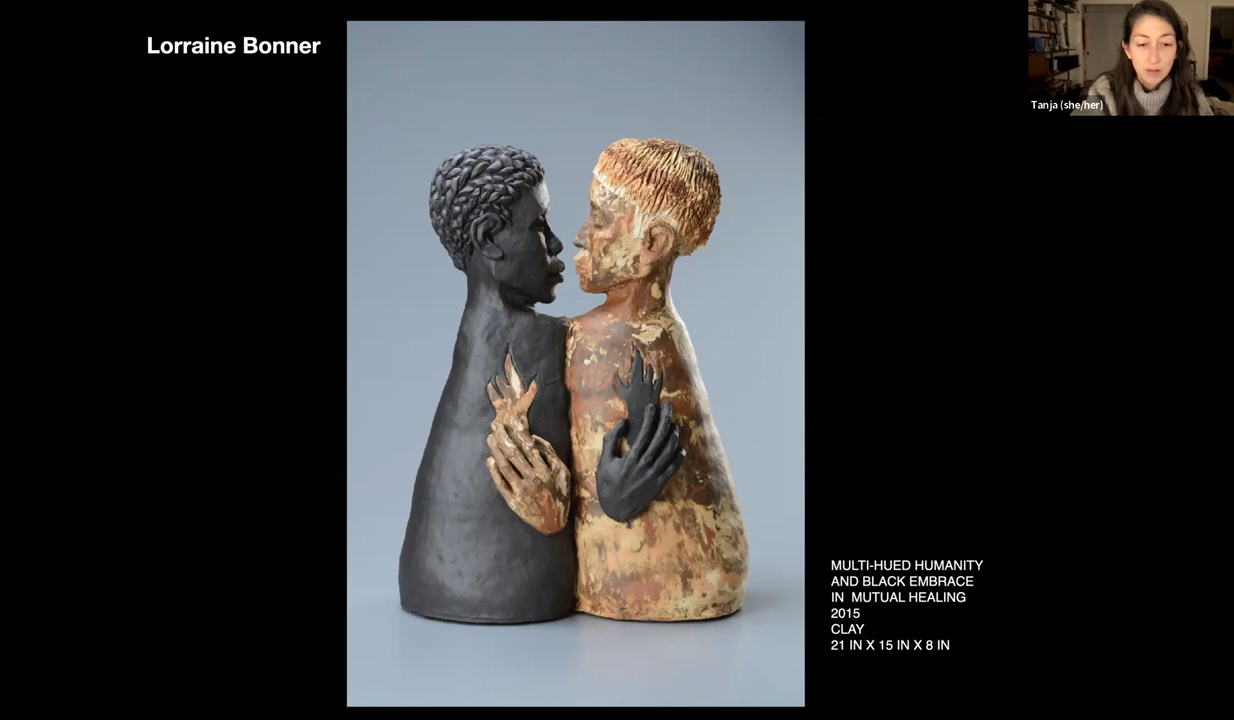 Lorraine Bonner
Tanja (she/her)
MULTI-HUED HUMANITY
AND BLACK EMBRACE
IN MUTUAL HEALING
2015
CLAY
21 IN X 15 IN X 8 IN